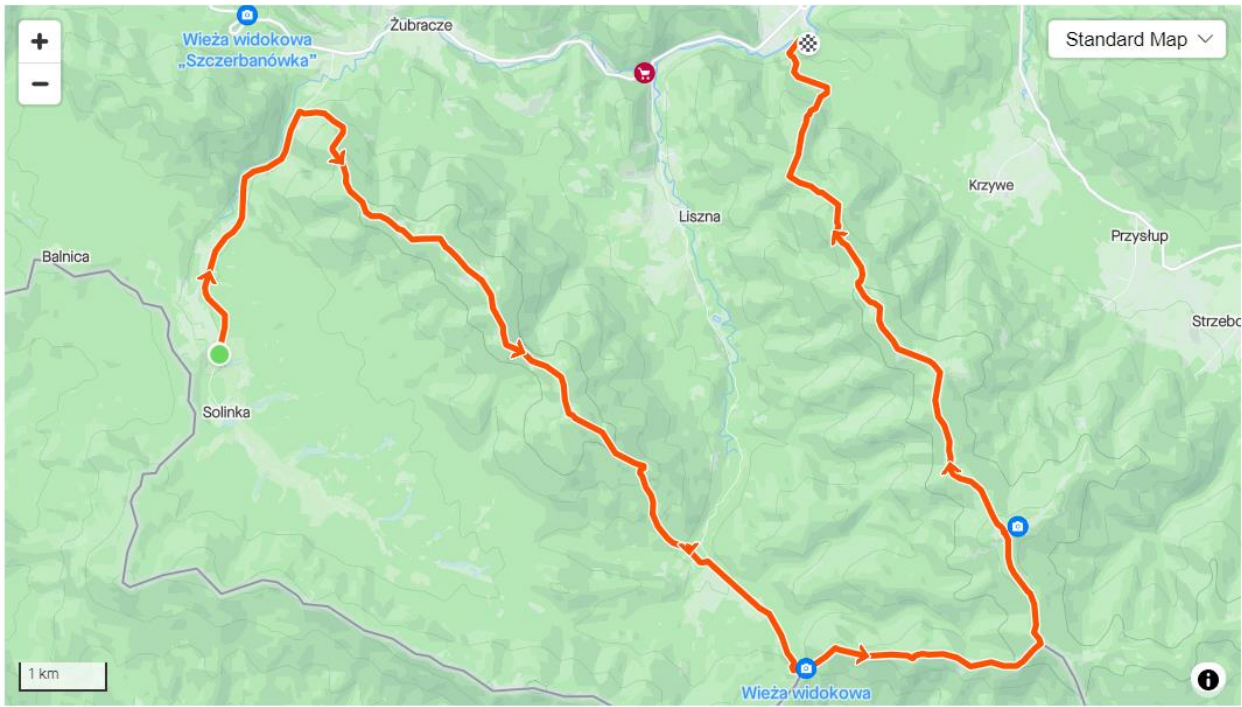 +
Żubracze
Standard Map
Wieża widokowa
„Szczerbanówka”
−
Krzywe
Liszna
Przysłup
Balnica
Strzebo
Solinka
1 km
Wieża widokowa